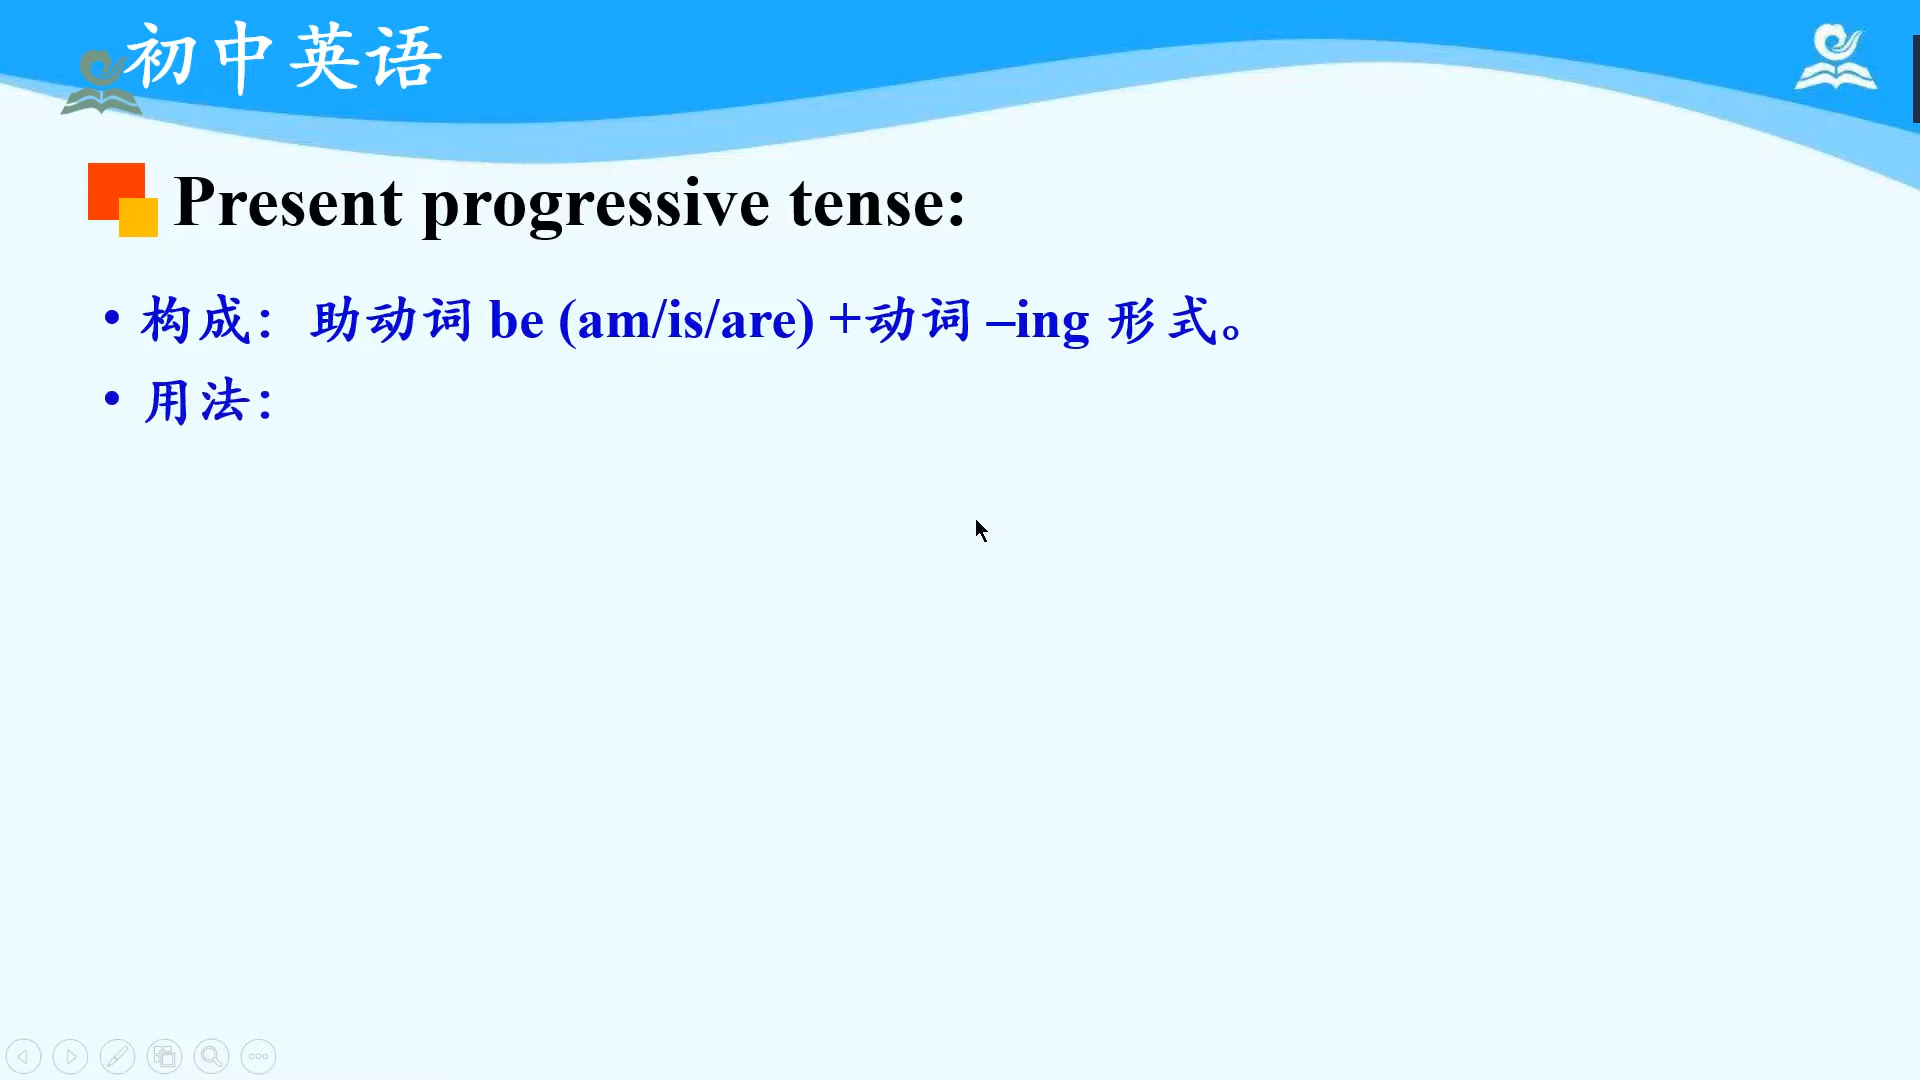 初中英语
Present progressive tense:
• 构成：助动词 be (am/is/are) +动词 –ing 形式。
• 用法：